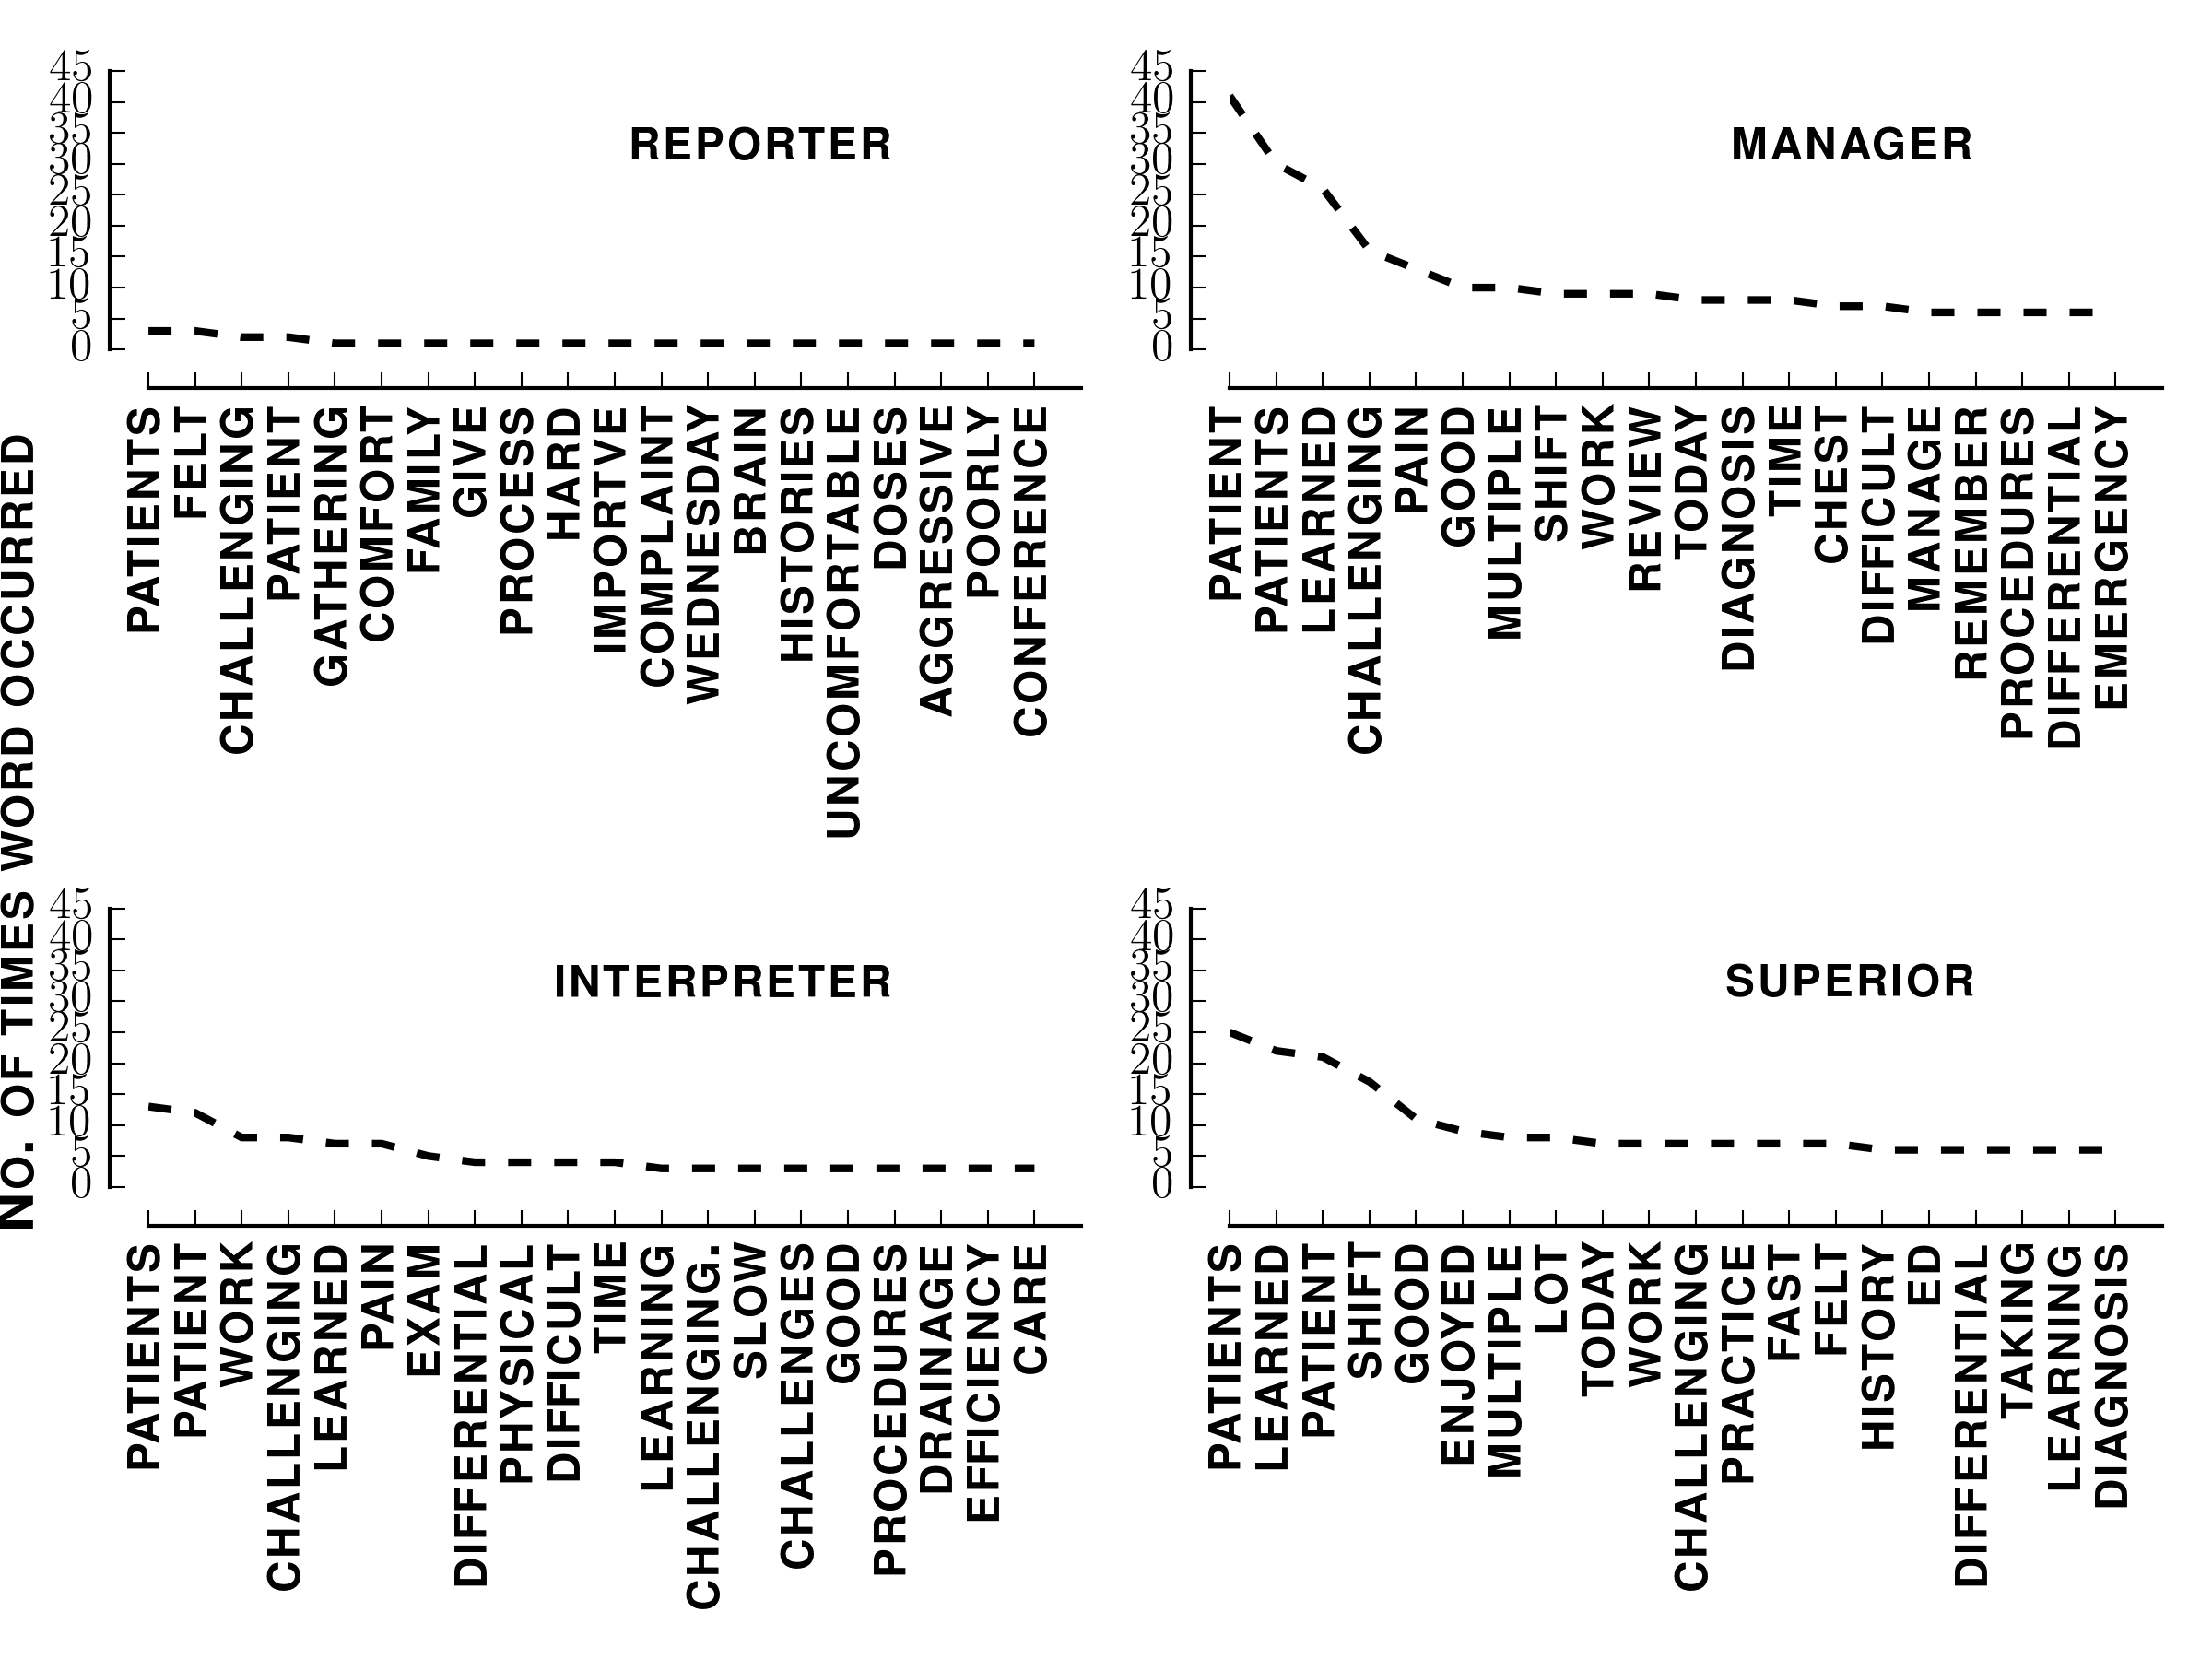 NO. OF TIMES WORD OCCURRED
REPORTER
45
40
35
30
25
20
15
10
5
0
PATIENTS
FELT
CHALLENGING
PATIENT
GATHERING
COMFORT
FAMILY
GIVE
PROCESS
HARD
IMPORTVE
COMPLAINT
WEDNESDAY
BRAIN
HISTORIES
UNCOMFORTABLE
DOSES
AGGRESSIVE
POORLY
CONFERENCE
MANAGER
45
40
35
30
25
20
15
10
5
0
PATIENT
PATIENTS
LEARNED
CHALLENGING
PAIN
GOOD
MULTIPLE
SHIFT
WORK
REVIEW
TODAY
DIAGNOSIS
TIME
CHEST
DIFFICULT
MANAGE
REMEMBER
PROCEDURES
DIFFERENTIAL
EMERGENCY
INTERPRETER
45
40
35
30
25
20
15
10
5
0
PATIENTS
PATIENT
WORK
CHALLENGING
LEARNED
PAIN
EXAM
DIFFERENTIAL
PHYSICAL
DIFFICULT
TIME
LEARNING
CHALLENGING.
SLOW
CHALLENGES
GOOD
PROCEDURES
DRAINAGE
EFFICIENCY
CARE
SUPERIOR
45
40
35
30
25
20
15
10
5
0
PATIENTS
LEARNED
PATIENT
SHIFT
GOOD
ENJOYED
MULTIPLE
LOT
TODAY
WORK
CHALLENGING
PRACTICE
FAST
FELT
HISTORY
ED
DIFFERENTIAL
TAKING
LEARNING
DIAGNOSIS